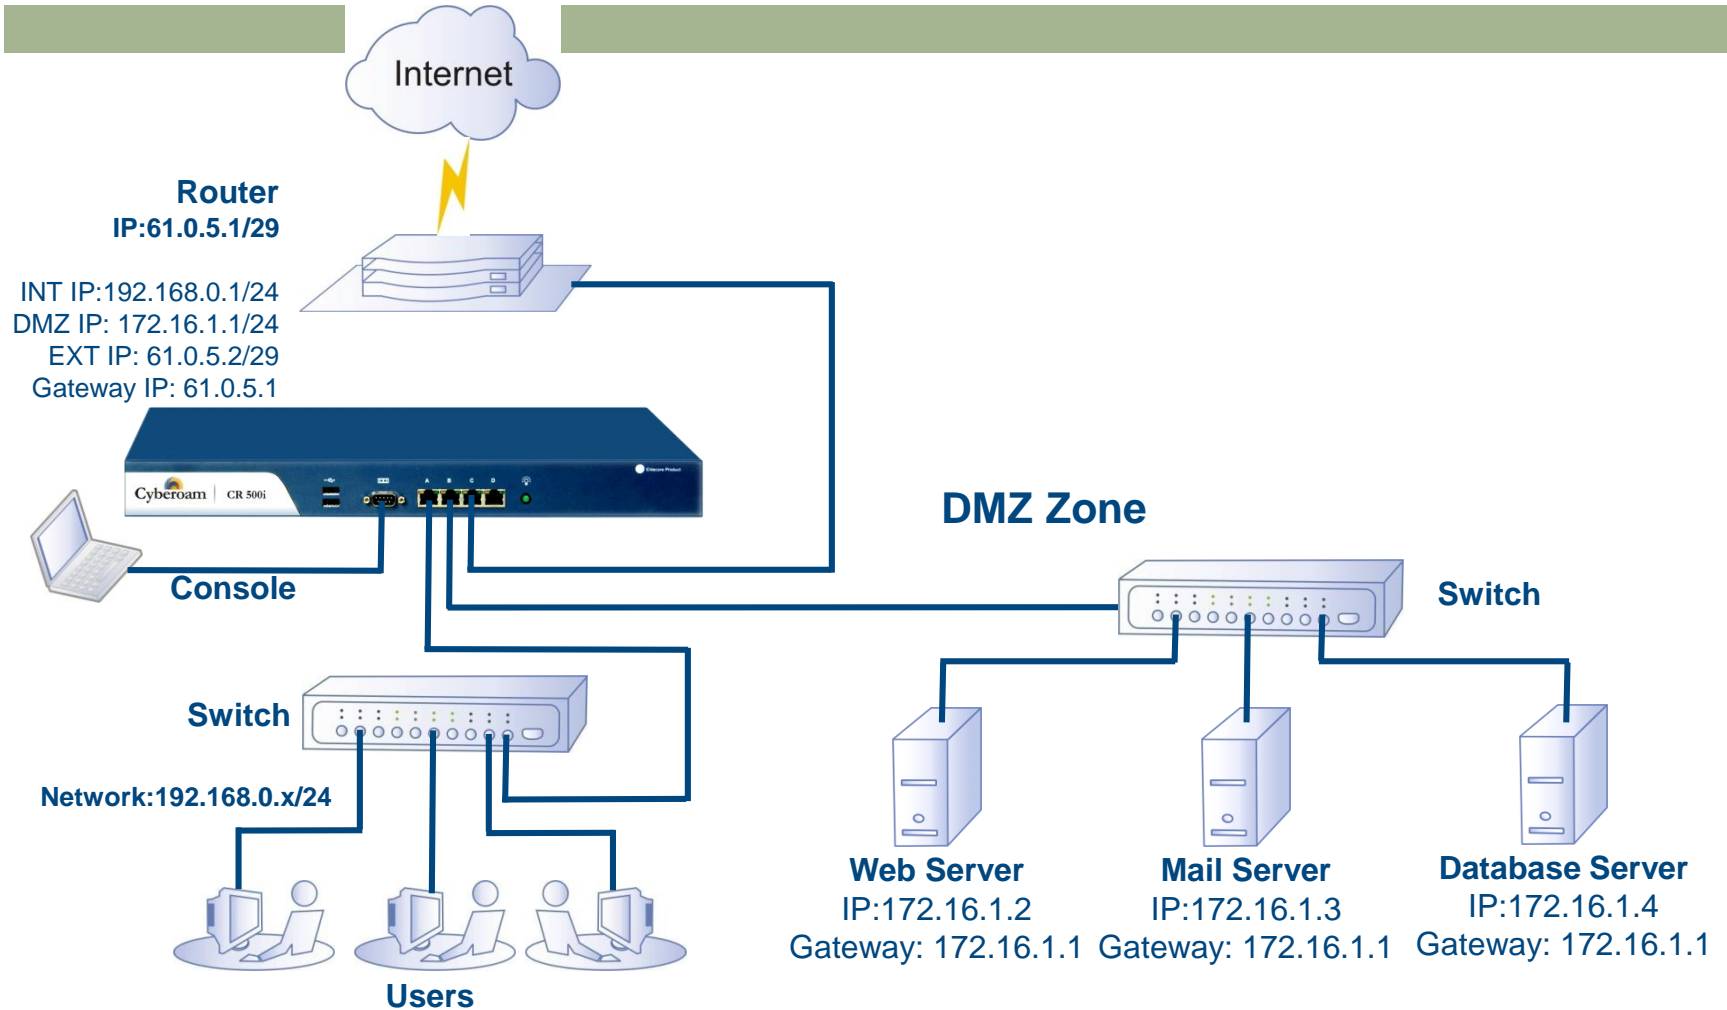 Internet
Router
IP:61.0.5.1/29
INT IP:192.168.0.1/24
DMZ IP: 172.16.1.1/24
EXT IP: 61.0.5.2/29
Gateway IP: 61.0.5.1
Cyberoam CR 500i
A B C D
Elitecore Product
DMZ Zone
Console
Switch
Switch
Network:192.168.0.x/24
Users
Web Server
IP:172.16.1.2
Gateway: 172.16.1.1
Mail Server
IP:172.16.1.3
Gateway: 172.16.1.1
Database Server
IP:172.16.1.4
Gateway: 172.16.1.1